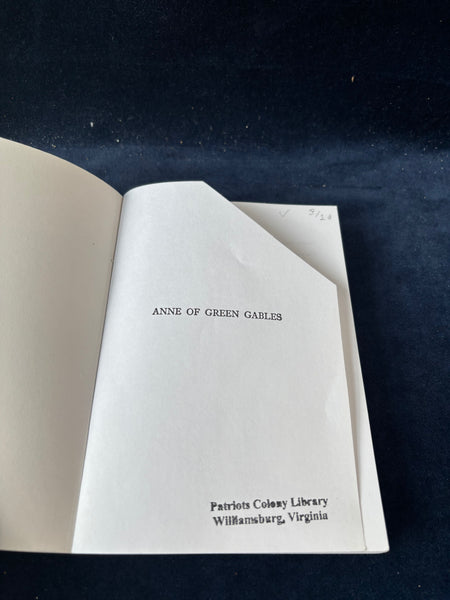 ANNE OF GREEN GABLES
Patriots Colony Library
Williamsburg, Virginia